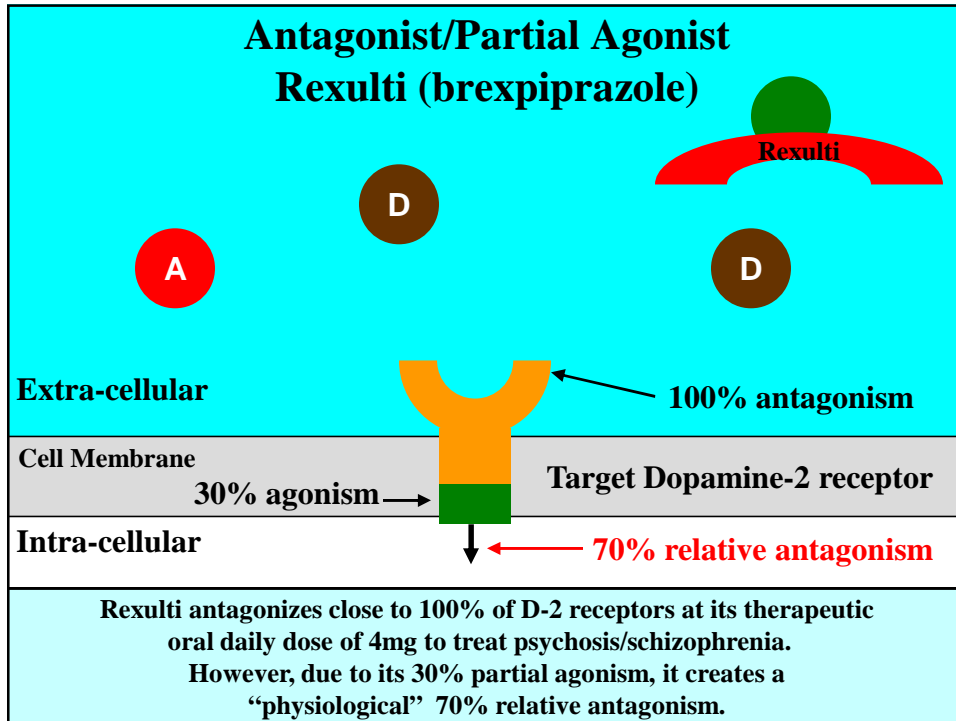 Antagonist/Partial Agonist
Rexulti (brexpiprazole)
Rexulti
D
A
D
Extra-cellular
100% antagonism
Cell Membrane
30% agonism
Target Dopamine-2 receptor
Intra-cellular
70% relative antagonism
Rexulti antagonizes close to 100% of D-2 receptors at its therapeutic
oral daily dose of 4mg to treat psychosis/schizophrenia.
However, due to its 30% partial agonism, it creates a
“physiological” 70% relative antagonism.